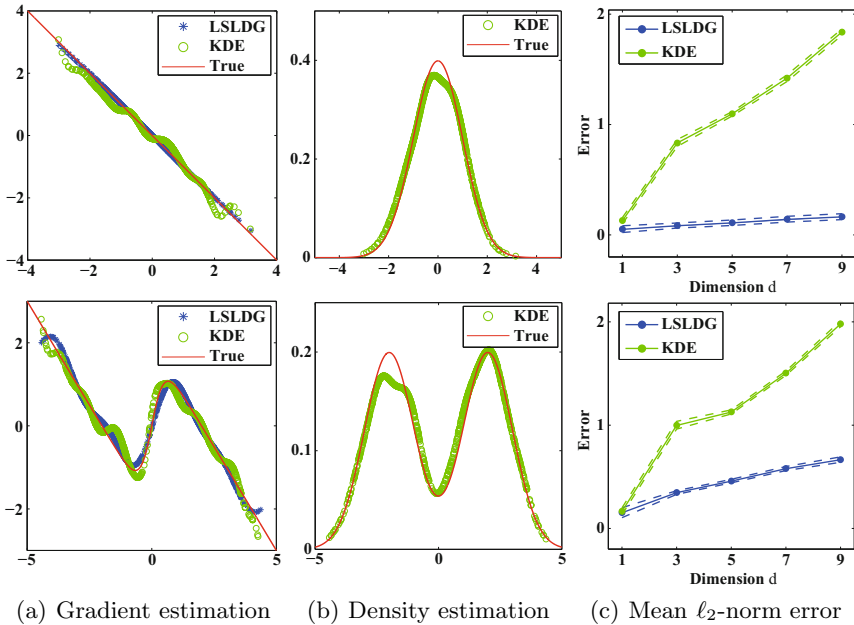 4
2
0
−2
−4
−4 −2 0 2 4
LSLDG
KDE
True
0.4
0.2
0
−4 −2 0 2 4
KDE
True
2
1
0
Error
1 3 5 7 9
Dimension d
LSLDG
KDE
2
0
−2
−5 0 5
LSLDG
KDE
True
0.2
0.1
0
−5 0 5
KDE
True
2
1
0
Error
1 3 5 7 9
Dimension d
LSLDG
KDE
(a) Gradient estimation (b) Density estimation (c) Mean ℓ₂-norm error